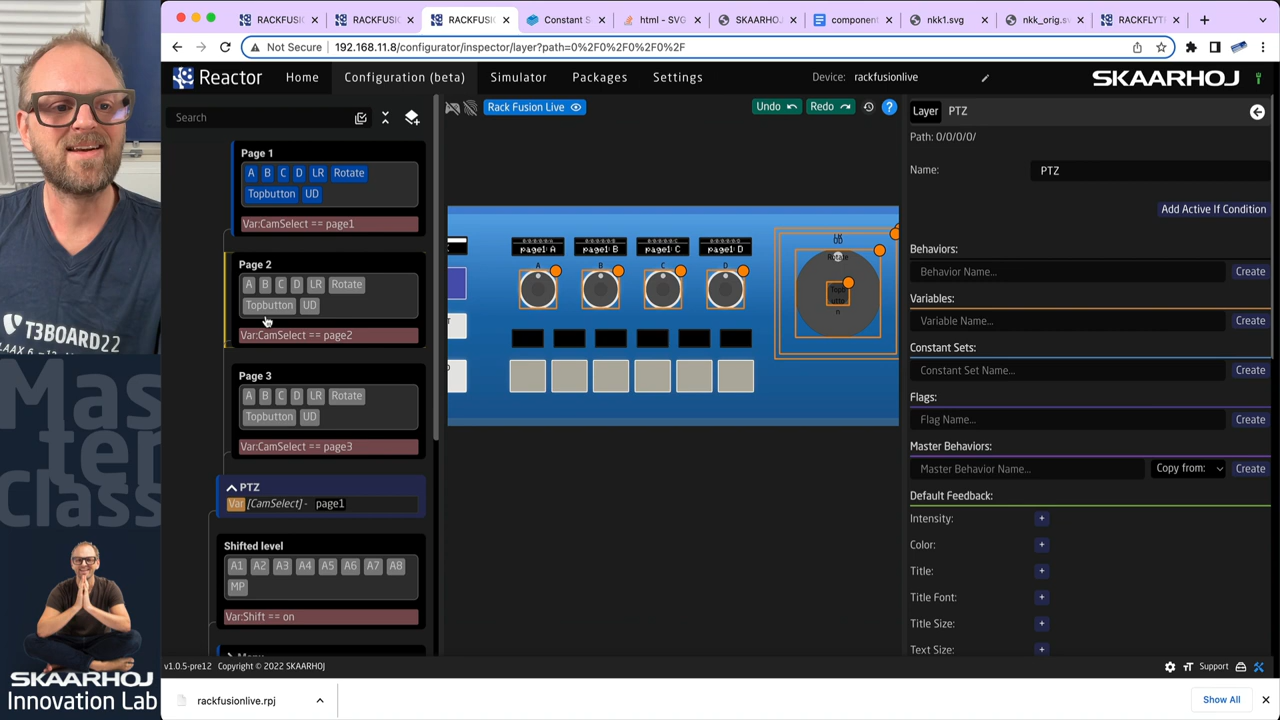 RACKFUSIO
RACKFUSIO
RACKFUSIO
Constant S
html - SVG
SKAARHOJ
component
nkk1.svg
nkk_orig.sv
RACKFLYT
Not Secure
192.168.11.8/configurator/inspector/layer?path=0%2F0%2F0%2F0%2F
Reactor
Home
Configuration (beta)
Simulator
Packages
Settings
Device: rackfusionlive
SKAARHOJ
Search
Rack Fusion Live
Undo
Redo
?
Page 1
A B C D LR Rotate
Topbutton UD
Var:CamSelect == page1
Page 2
A B C D LR Rotate
Topbutton UD
Var:CamSelect == page2
Page 3
A B C D LR Rotate
Topbutton UD
Var:CamSelect == page3
PTZ
Var [CamSelect] - page1
Shifted level
A1 A2 A3 A4 A5 A6 A7 A8
MP
Var:Shift == on
page1 A
page1 B
page1 C
page1 D
A
B
C
D
Rotate
Layer PTZ
Path: 0/0/0/0/
Name: PTZ
Add Active If Condition
Behaviors:
Behavior Name... Create
Variables:
Variable Name... Create
Constant Sets:
Constant Set Name... Create
Flags:
Flag Name... Create
Master Behaviors:
Master Behavior Name... Copy from: Create
Default Feedback:
Intensity: +
Color: +
Title: +
Title Font: +
Title Size: +
Text Size: +
v1.0.5-pre12 Copyright © 2022 SKAARHOJ
Support
rackfusionlive.rpj
Show All
T3BOARD22
Master
Class
SKAARHOJ
Innovation Lab